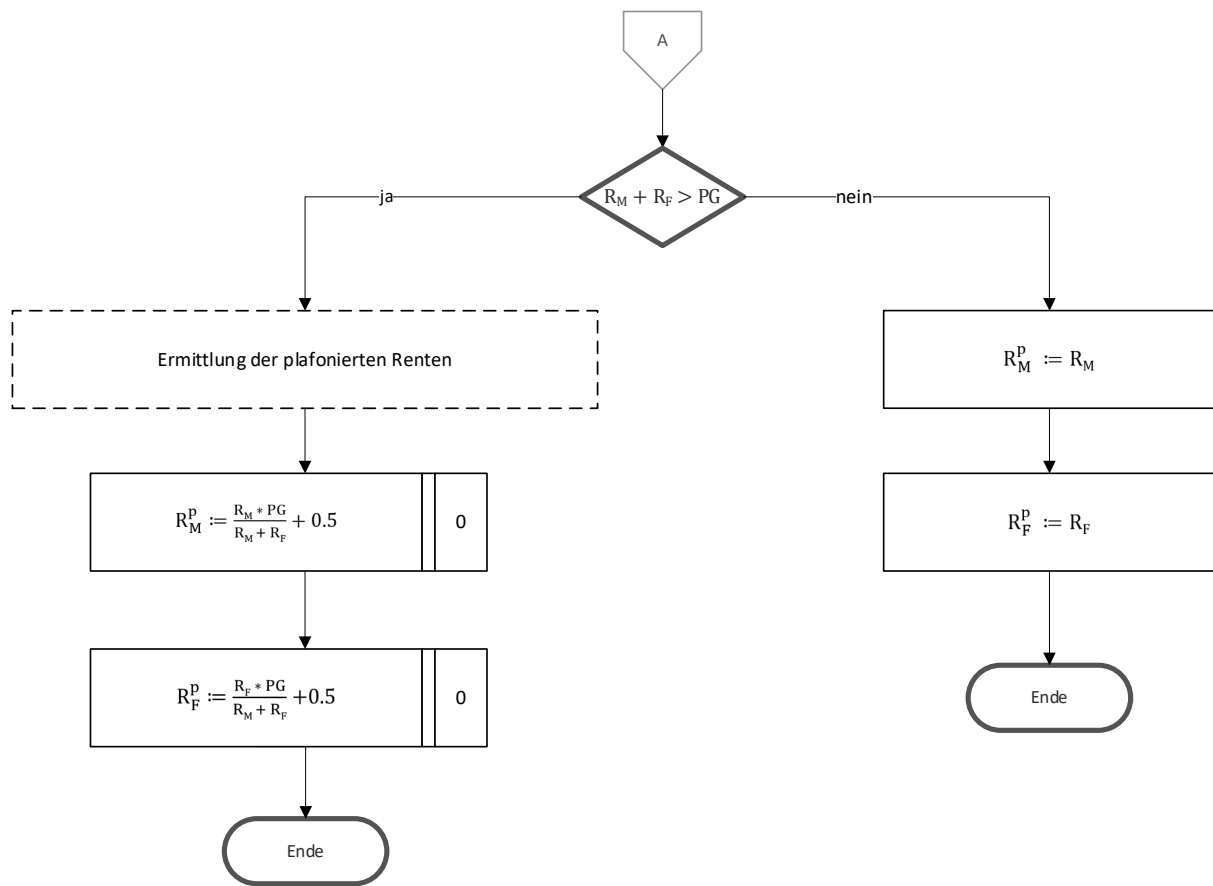 A
R_M + R_F > PG
ja
nein
Ermittlung der plafonierten Renten
R_M^p := R_M
R_M^p := (R_M * PG)/(R_M + R_F) + 0.5
0
R_F^p := R_F
R_F^p := (R_F * PG)/(R_M + R_F) +0.5
0
Ende
Ende